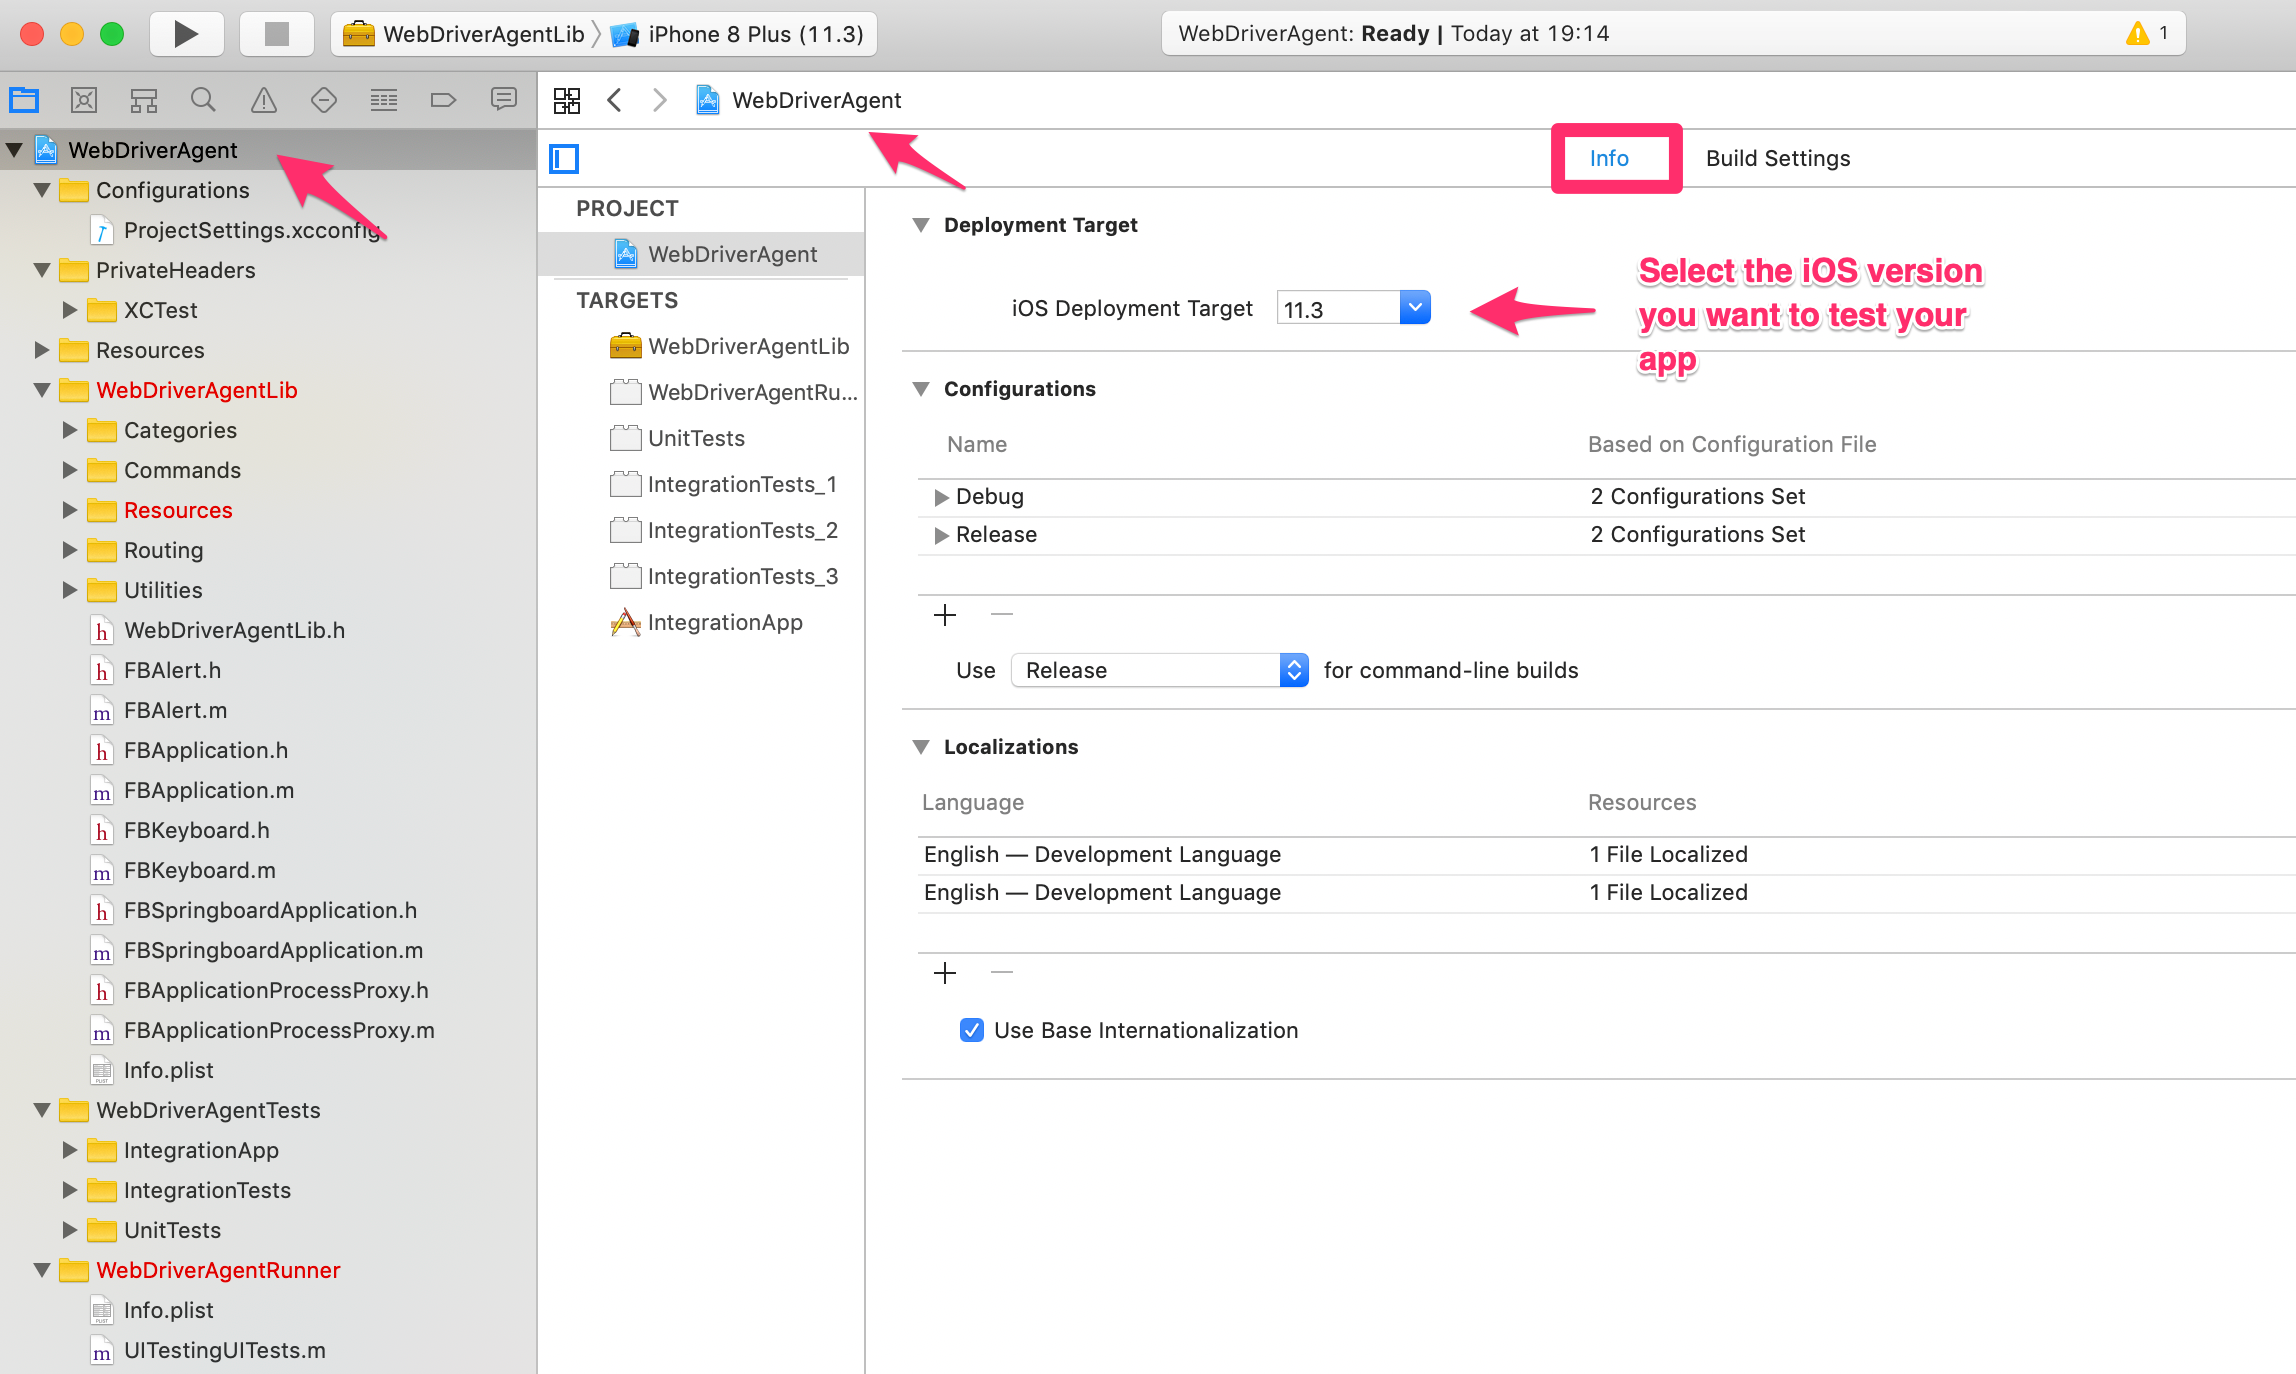 WebDriverAgentLib
iPhone 8 Plus (11.3)
WebDriverAgent: Ready | Today at 19:14
1
WebDriverAgent
WebDriverAgent
Configurations
ProjectSettings.xcconfig
PrivateHeaders
XCTest
Resources
WebDriverAgentLib
Categories
Commands
Resources
Routing
Utilities
h WebDriverAgentLib.h
h FBAlert.h
m FBAlert.m
h FBApplication.h
m FBApplication.m
h FBKeyboard.h
m FBKeyboard.m
h FBSpringboardApplication.h
m FBSpringboardApplication.m
h FBApplicationProcessProxy.h
m FBApplicationProcessProxy.m
PLIST Info.plist
WebDriverAgentTests
IntegrationApp
IntegrationTests
UnitTests
WebDriverAgentRunner
PLIST Info.plist
m UITestingUITests.m
PROJECT
WebDriverAgent
TARGETS
WebDriverAgentLib
WebDriverAgentRu...
UnitTests
IntegrationTests_1
IntegrationTests_2
IntegrationTests_3
IntegrationApp
Info
Build Settings
Deployment Target
iOS Deployment Target 11.3
Select the iOS version
you want to test your
app
Configurations
Name Based on Configuration File
Debug 2 Configurations Set
Release 2 Configurations Set
Use Release for command-line builds
Localizations
Language Resources
English — Development Language 1 File Localized
English — Development Language 1 File Localized
Use Base Internationalization